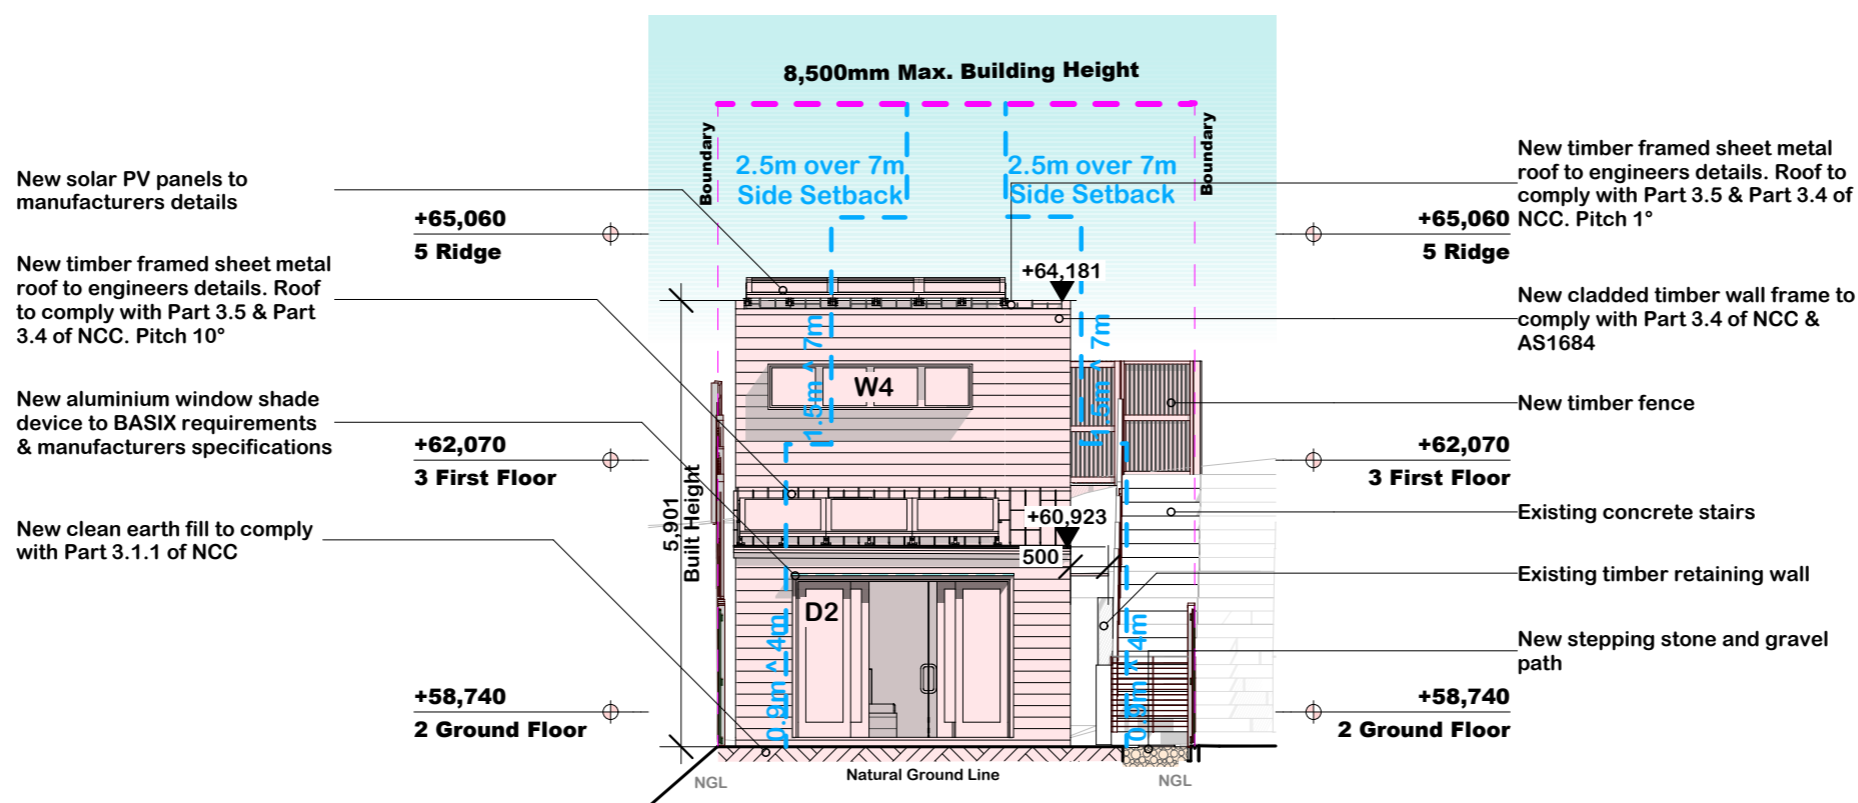 8,500mm Max. Building Height
Boundary
Boundary
2.5m over 7m
Side Setback
2.5m over 7m
Side Setback
New solar PV panels to
manufacturers details
+65,060
5 Ridge
New timber framed sheet metal
roof to engineers details. Roof
to comply with Part 3.5 & Part
3.4 of NCC. Pitch 10°
New aluminium window shade
device to BASIX requirements
& manufacturers specifications
+62,070
3 First Floor
New clean earth fill to comply
with Part 3.1.1 of NCC
+58,740
2 Ground Floor
5,901
Built Height
+64,181
1.5m ^ 7m
1.5m ^ 7m
W4
+60,923
500
D2
0.9m ^ 4m
0.9m ^ 4m
NGL
Natural Ground Line
NGL
New timber framed sheet metal
roof to engineers details. Roof to
comply with Part 3.5 & Part 3.4 of
NCC. Pitch 1°
+65,060
5 Ridge
New cladded timber wall frame to
comply with Part 3.4 of NCC &
AS1684
New timber fence
+62,070
3 First Floor
Existing concrete stairs
Existing timber retaining wall
New stepping stone and gravel
path
+58,740
2 Ground Floor